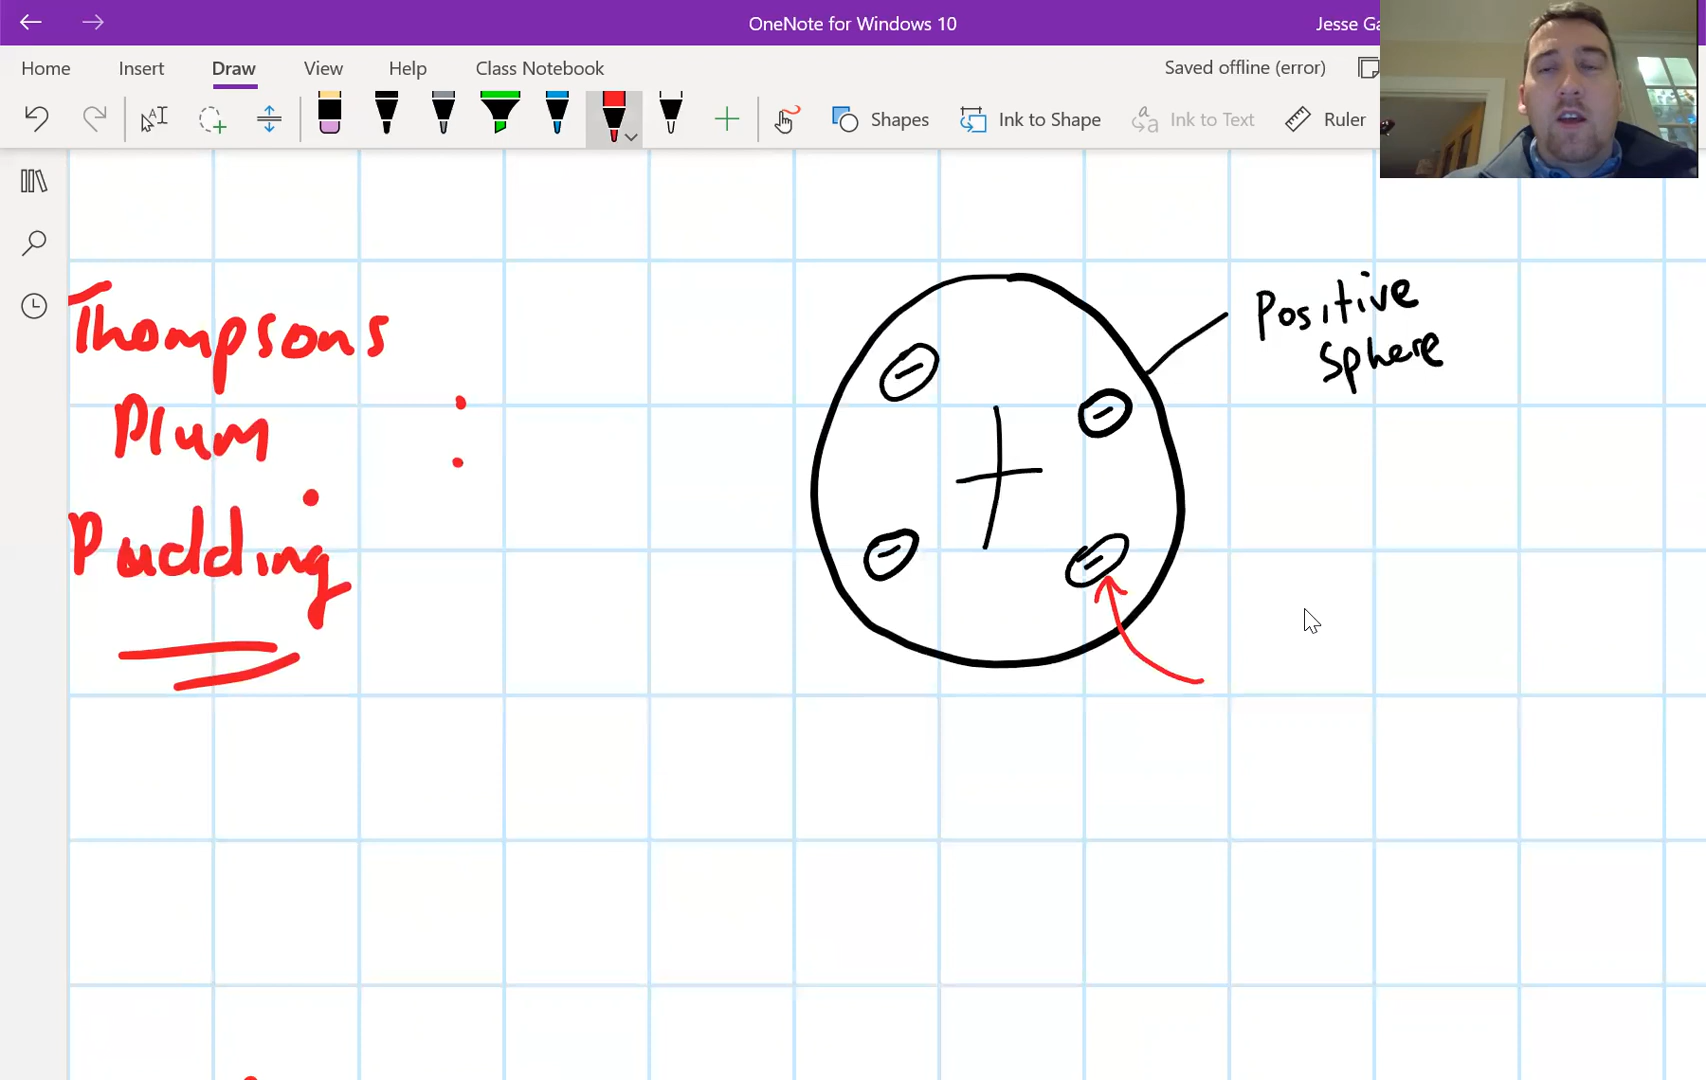 OneNote for Windows 10
Jesse Ga
Home Insert Draw View Help Class Notebook
Saved offline (error)
Shapes Ink to Shape Ink to Text Ruler
Thompsons
Plum :
Pudding
Positive
Sphere
+
-
-
-
-